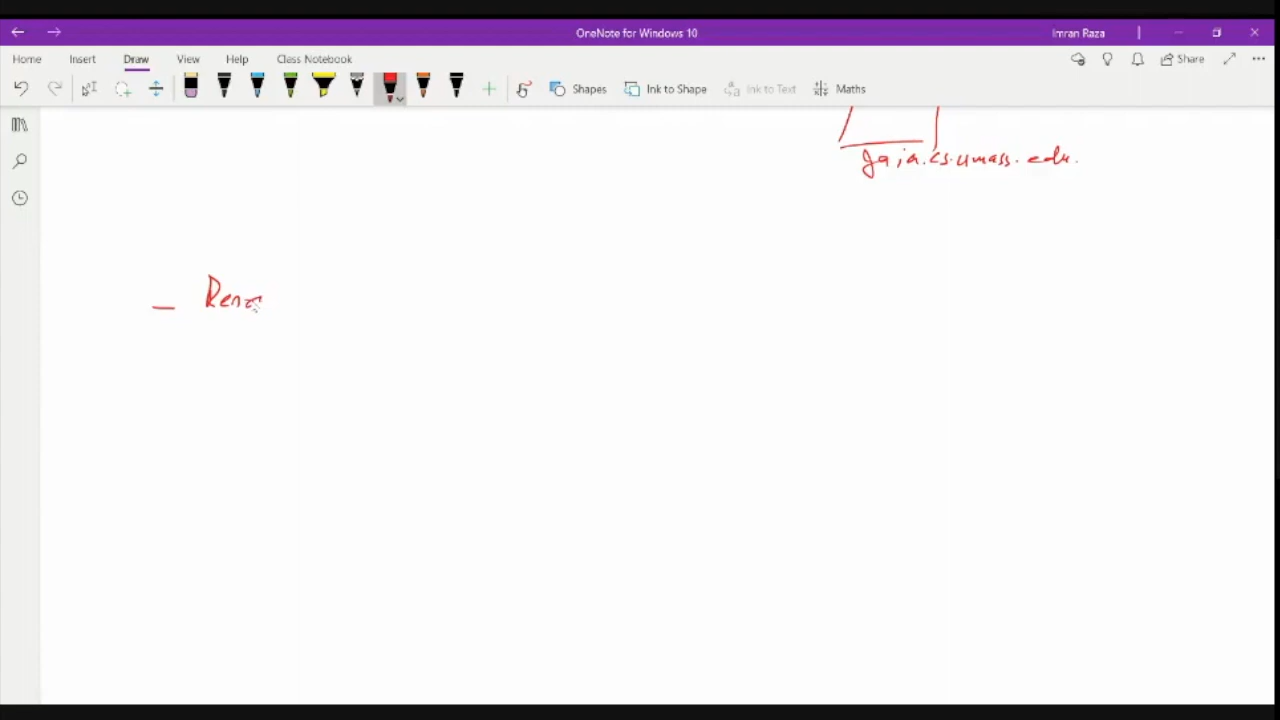 OneNote for Windows 10
Imran Raza
Home Insert Draw View Help Class Notebook
Share
Shapes Ink to Shape Ink to Text Maths
gaia.cs.umass.edu.